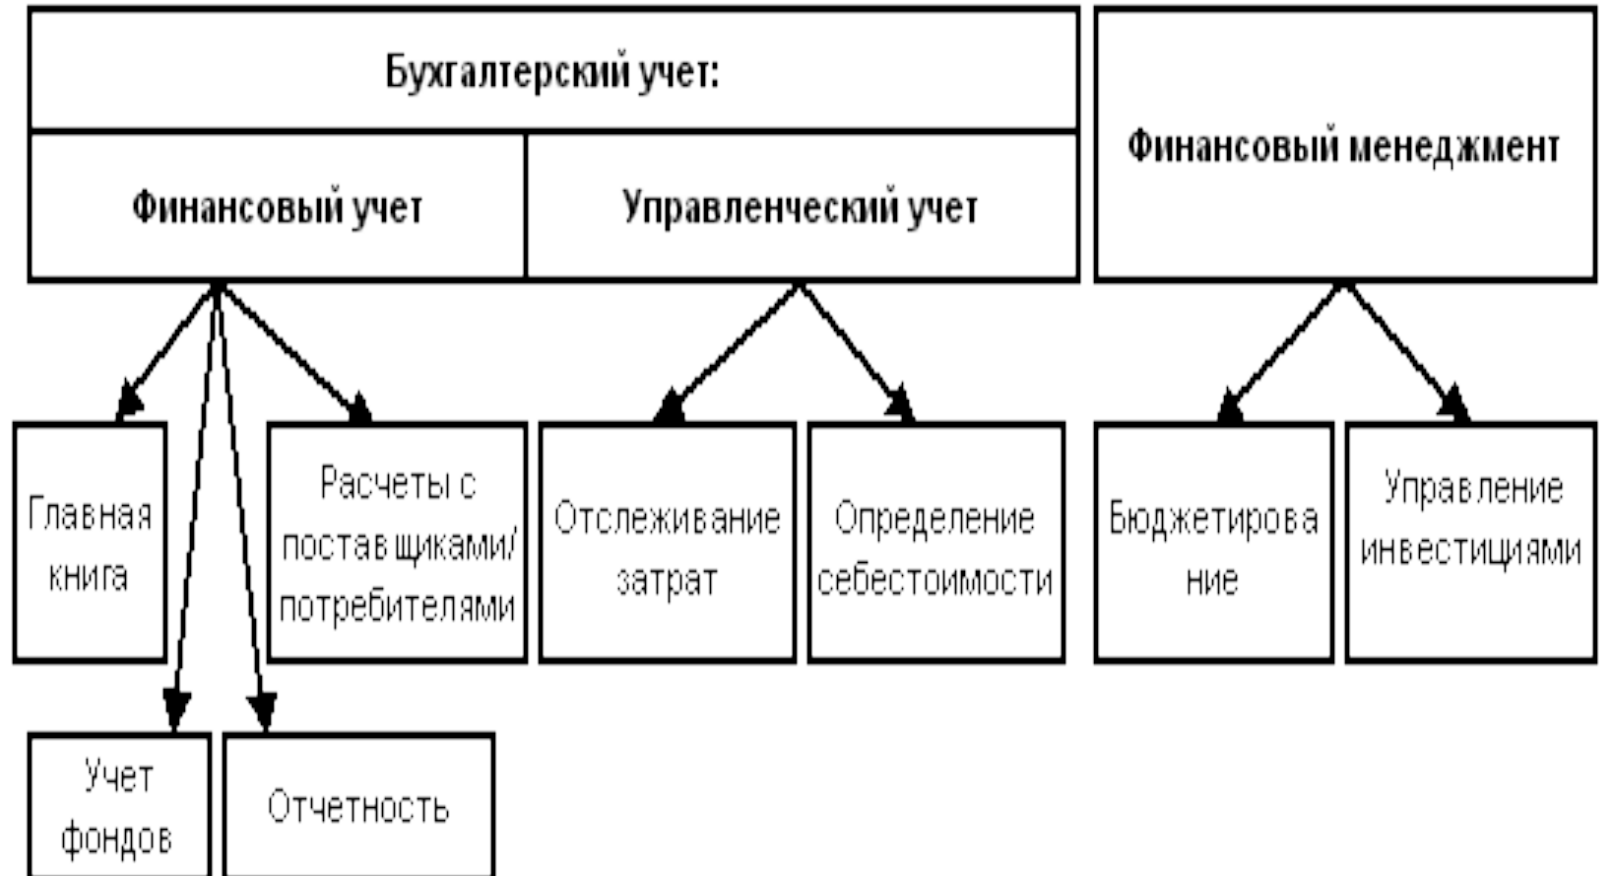 Бухгалтерский учет:
Финансовый менеджмент
Финансовый учет
Управленческий учет
Главная
книга
Расчеты с
поставщиками/
потребителями
Отслеживание
затрат
Определение
себестоимости
Бюджетирова
ние
Управление
инвестициями
Учет
фондов
Отчетность